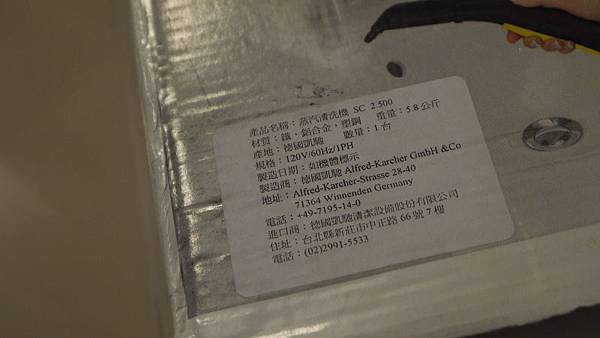 產品名稱：蒸汽清洗機 SC 2.500
材質：鐵、鋁合金、塑鋼　重量：5.8公斤
產地：德國凱馳　數量：1台
規格：120V/60Hz/1PH
製造日期：如機體標示
製造商：德國凱馳 Alfred-Karcher GmbH &Co
地址：Alfred-Karcher-Strasse 28-40
71364 Winnenden Germany
電話：+49-7195-14-0
進口商：德國凱馳清潔設備股份有限公司
住址：台北縣新莊市中正路66號7樓
電話：(02)2991-5533